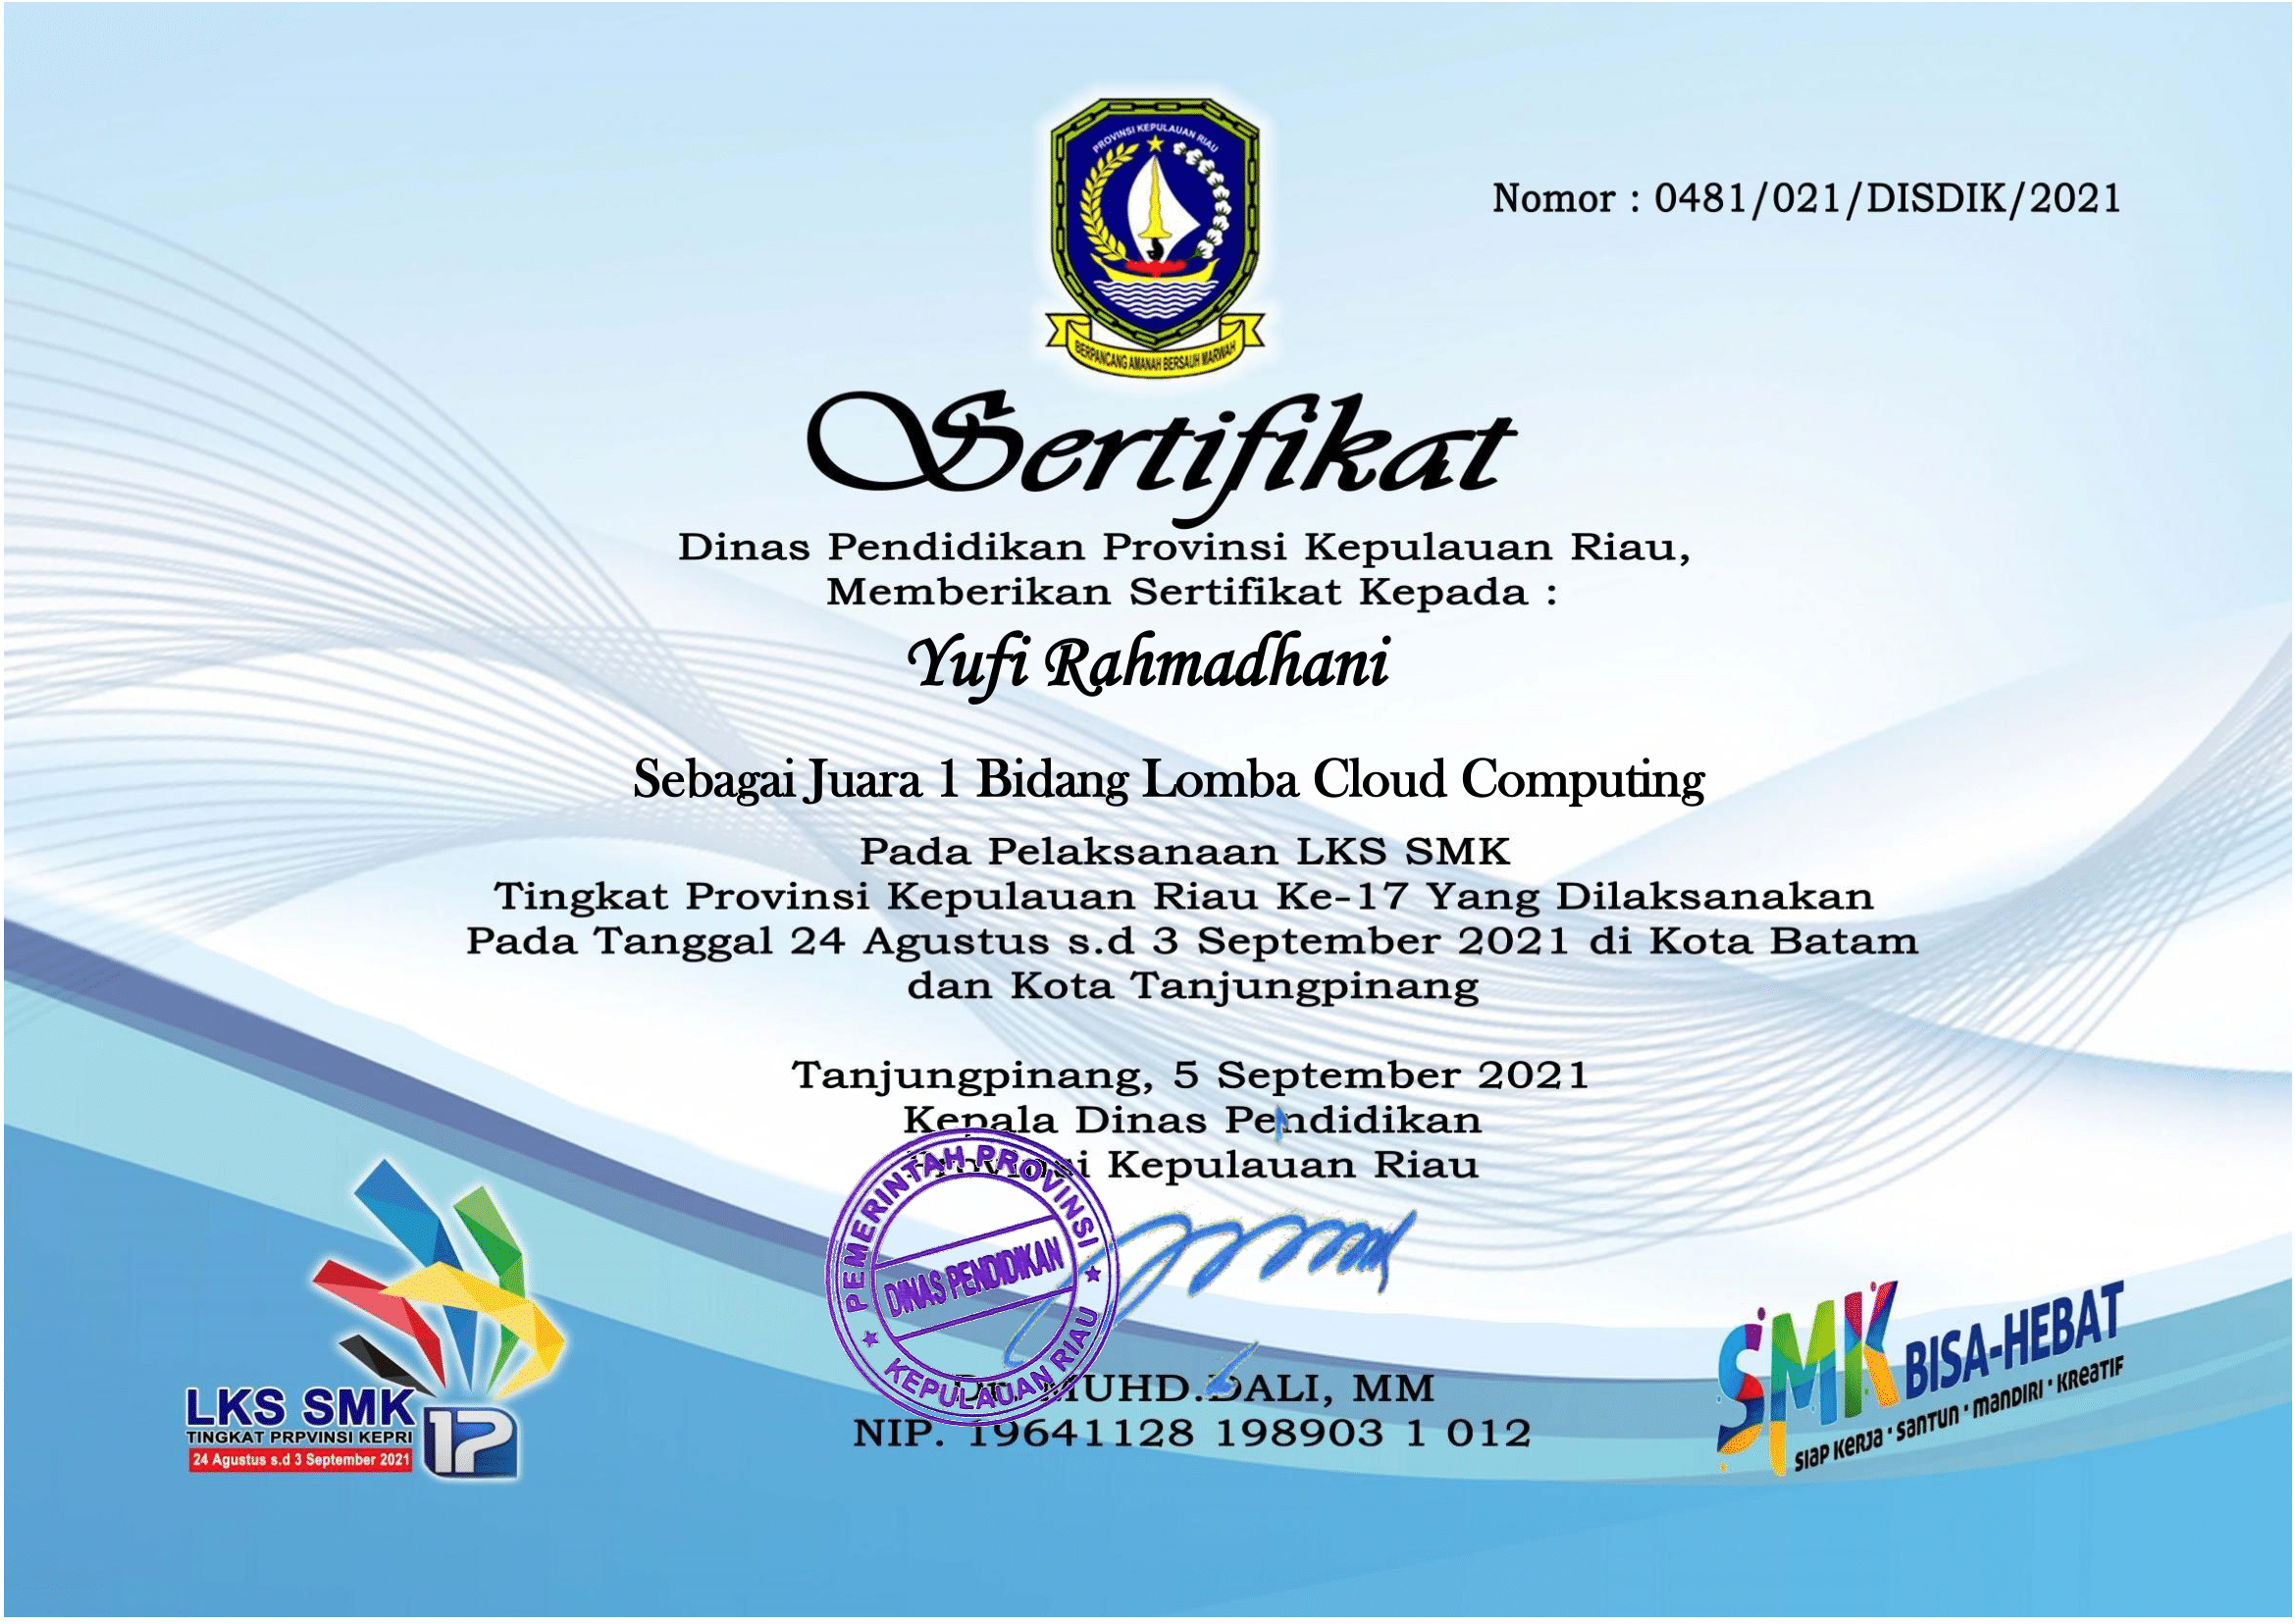 PROVINSI KEPULAUAN RIAU
BERPANCANG AMANAH BERSAUH MARWAH
Nomor : 0481/021/DISDIK/2021
Sertifikat
Dinas Pendidikan Provinsi Kepulauan Riau,
Memberikan Sertifikat Kepada :
Yufi Rahmadhani
Sebagai Juara 1 Bidang Lomba Cloud Computing
Pada Pelaksanaan LKS SMK
Tingkat Provinsi Kepulauan Riau Ke-17 Yang Dilaksanakan
Pada Tanggal 24 Agustus s.d 3 September 2021 di Kota Batam
dan Kota Tanjungpinang
Tanjungpinang, 5 September 2021
Kepala Dinas Pendidikan
Provinsi Kepulauan Riau
PEMERINTAH PROVINSI
DINAS PENDIDIKAN
KEPULAUAN RIAU
MUHD.DALI, MM
NIP. 19641128 198903 1 012
LKS SMK
TINGKAT PRPVINSI KEPRI
24 Agustus s.d 3 September 2021
17
SMK BISA-HEBAT
SIAP KERJA · SANTUN · MANDIRI · KREATIF